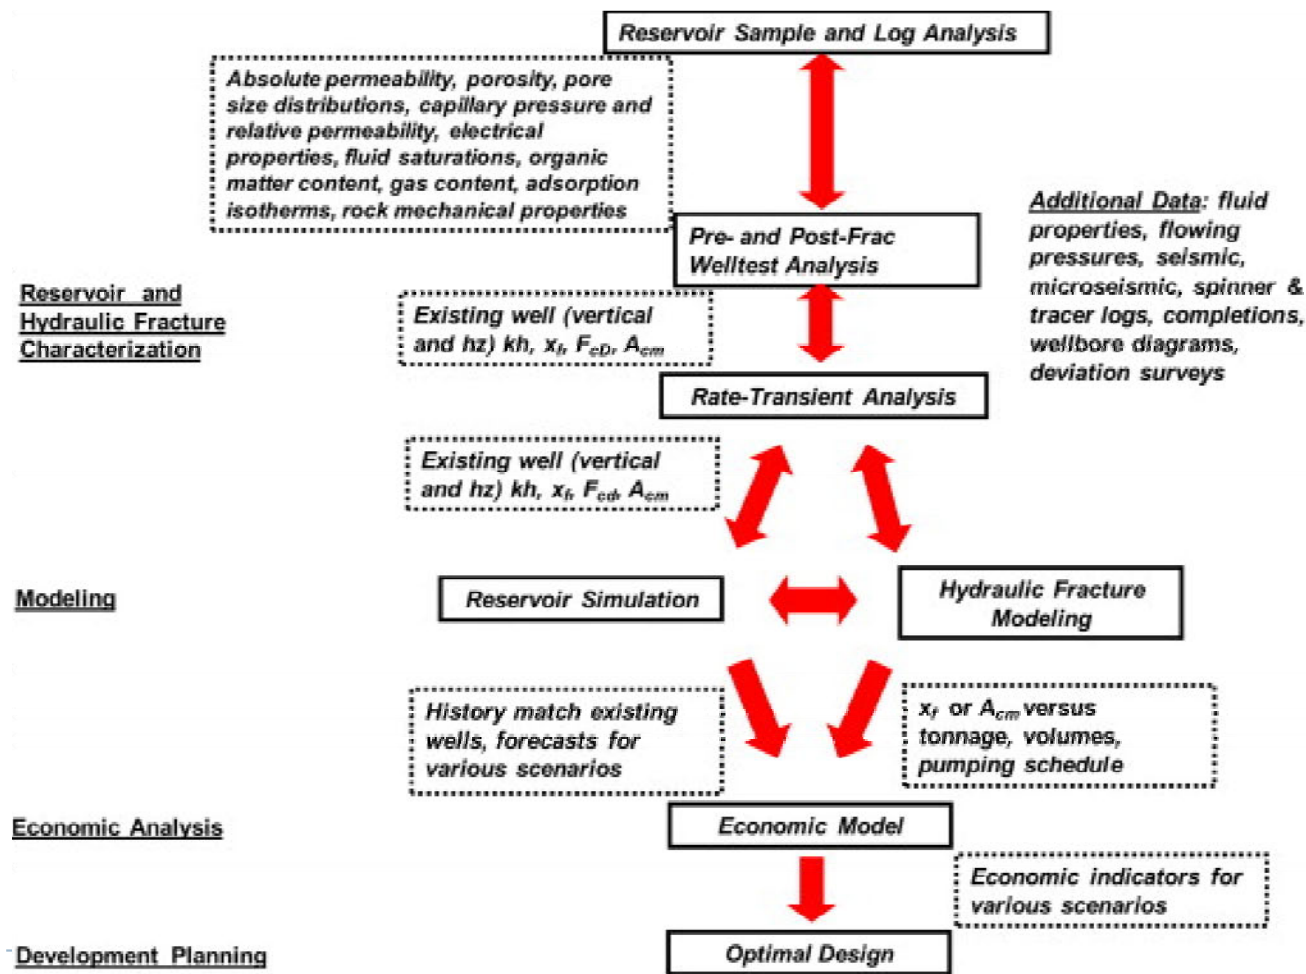 Reservoir Sample and Log Analysis
Absolute permeability, porosity, pore
size distributions, capillary pressure and
relative permeability, electrical
properties, fluid saturations, organic
matter content, gas content, adsorption
isotherms, rock mechanical properties
Pre- and Post-Frac
Welltest Analysis
Additional Data: fluid
properties, flowing
pressures, seismic,
microseismic, spinner &
tracer logs, completions,
wellbore diagrams,
deviation surveys
Reservoir and
Hydraulic Fracture
Characterization
Existing well (vertical
and hz) kh, xf, FcD, Acm
Rate-Transient Analysis
Existing well (vertical
and hz) kh, xf, Fcd, Acm
Modeling
Reservoir Simulation
Hydraulic Fracture
Modeling
History match existing
wells, forecasts for
various scenarios
xf or Acm versus
tonnage, volumes,
pumping schedule
Economic Analysis
Economic Model
Economic indicators for
various scenarios
Development Planning
Optimal Design